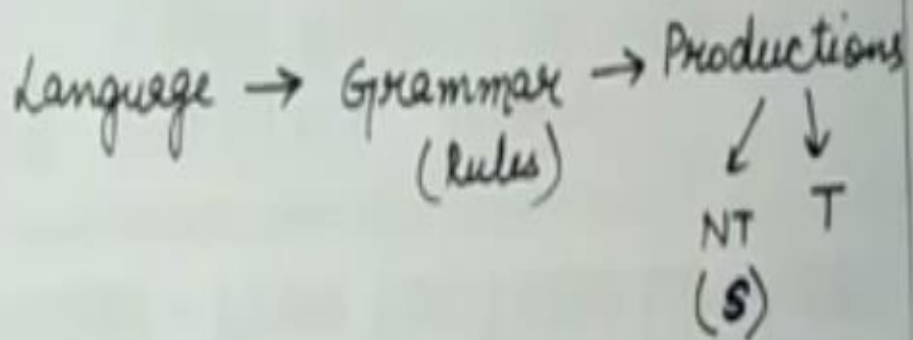 Language → Grammar → Productions
(Rules)
NT T
(S)